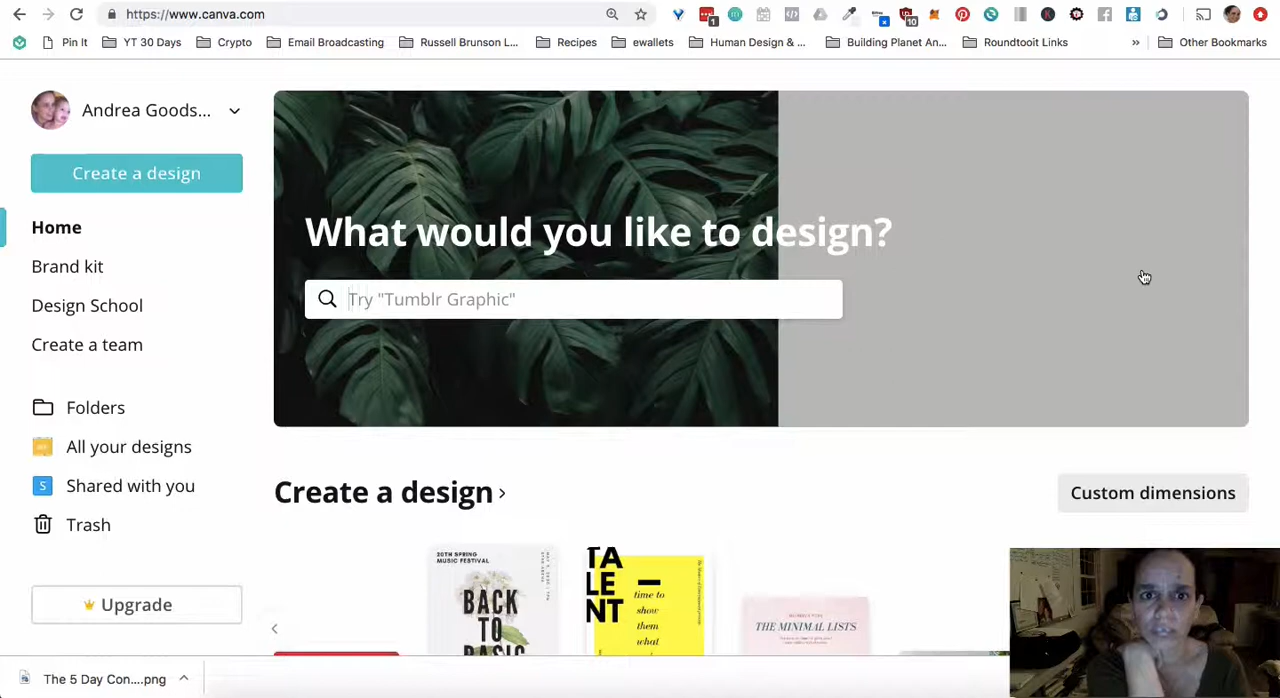 https://www.canva.com
1
10
Pin It
YT 30 Days
Crypto
Email Broadcasting
Russell Brunson L...
Recipes
ewallets
Human Design & ...
Building Planet An...
Roundtooit Links
»
Other Bookmarks
Andrea Goods...
Create a design
Home
Brand kit
Design School
Create a team
Folders
All your designs
S
Shared with you
Trash
Upgrade
What would you like to design?
Try "Tumblr Graphic"
Create a design ›
Custom dimensions
20TH SPRING
MUSIC FESTIVAL
BACK
TO
BASIC
TA
LE
NT
time to
show
them
what
THE MINIMAL LISTS
The 5 Day Con....png